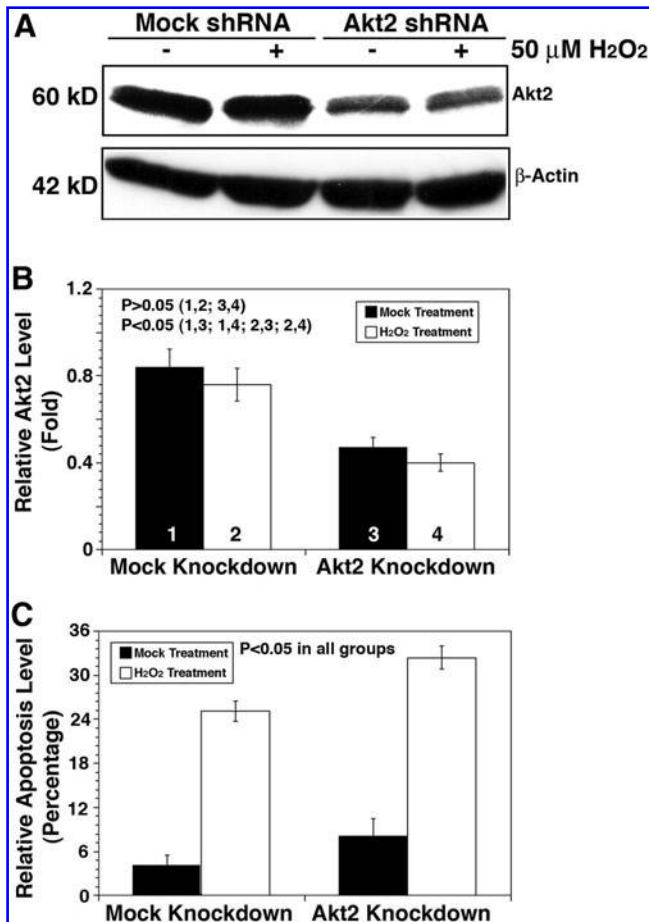 A
Mock shRNA Akt2 shRNA
- + - + 50 μM H2O2
60 kD Akt2
42 kD β-Actin
B
1.2
P>0.05 (1,2; 3,4)
P<0.05 (1,3; 1,4; 2,3; 2,4)
Mock Treatment
H2O2 Treatment
Relative Akt2 Level
(Fold)
0.8
0.4
0
1 2 3 4
Mock Knockdown Akt2 Knockdown
C
36
P<0.05 in all groups
Mock Treatment
H2O2 Treatment
Relative Apoptosis Level
(Percentage)
30
24
18
12
6
0
Mock Knockdown Akt2 Knockdown